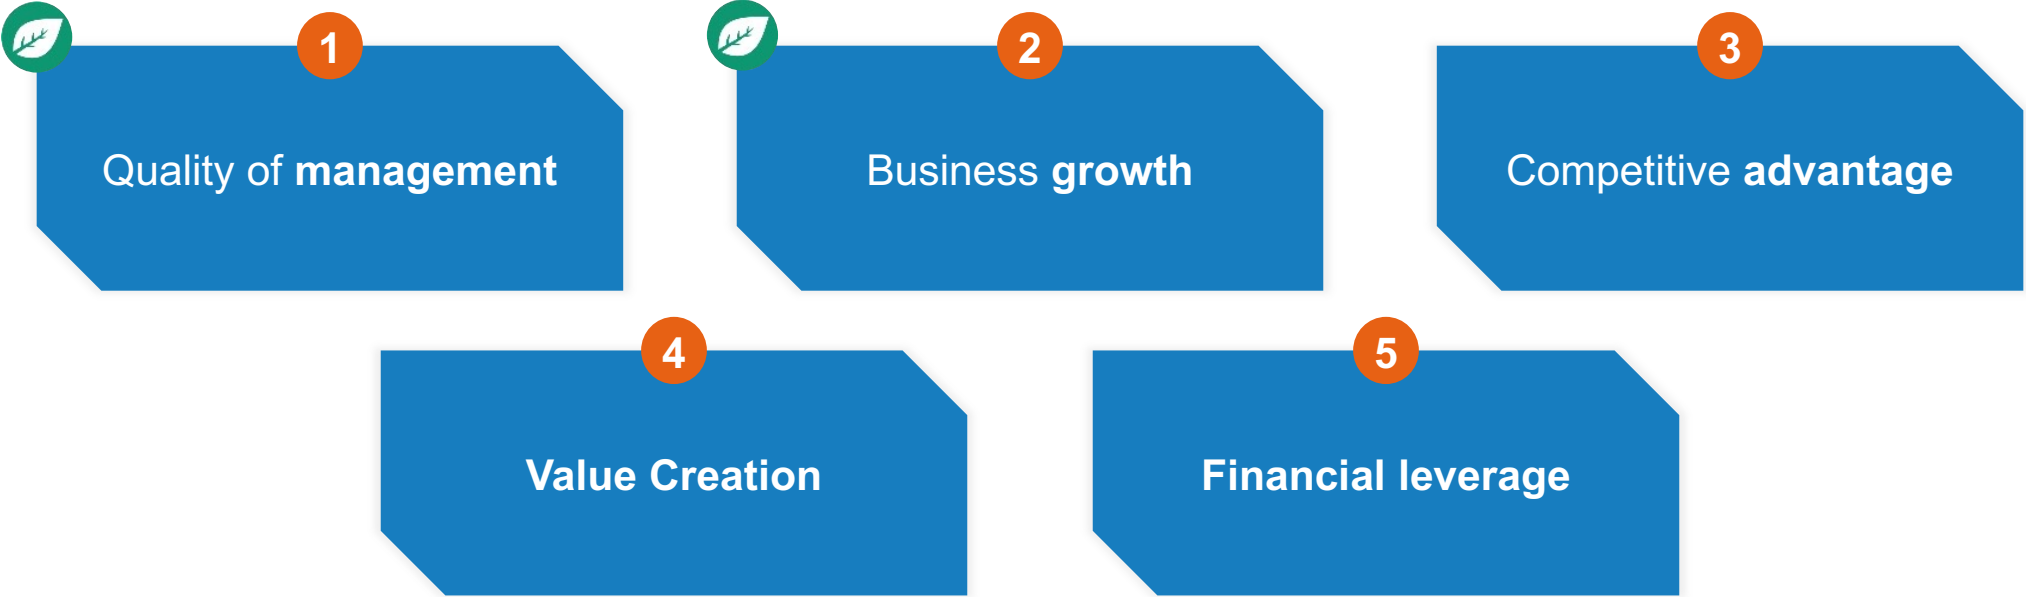 1
Quality of management
2
Business growth
3
Competitive advantage
4
Value Creation
5
Financial leverage